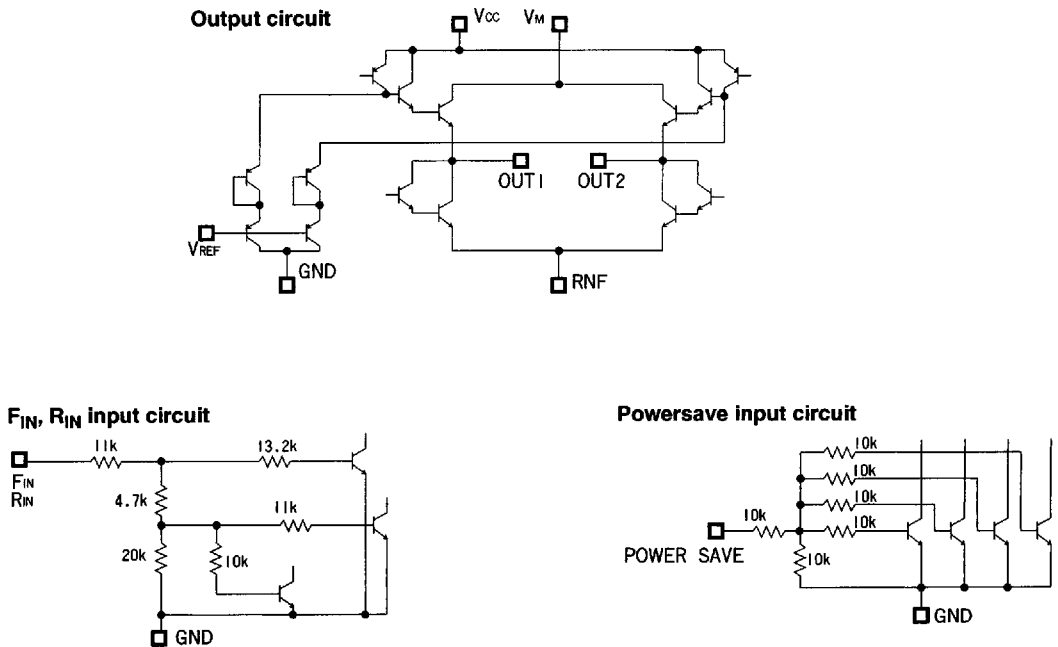 Output circuit
VCC
VM
OUT1
OUT2
VREF
GND
RNF
FIN, RIN input circuit
11k
13.2k
FIN
RIN
4.7k
11k
20k
10k
GND
Powersave input circuit
10k
10k
10k
10k
10k
POWER SAVE
10k
GND